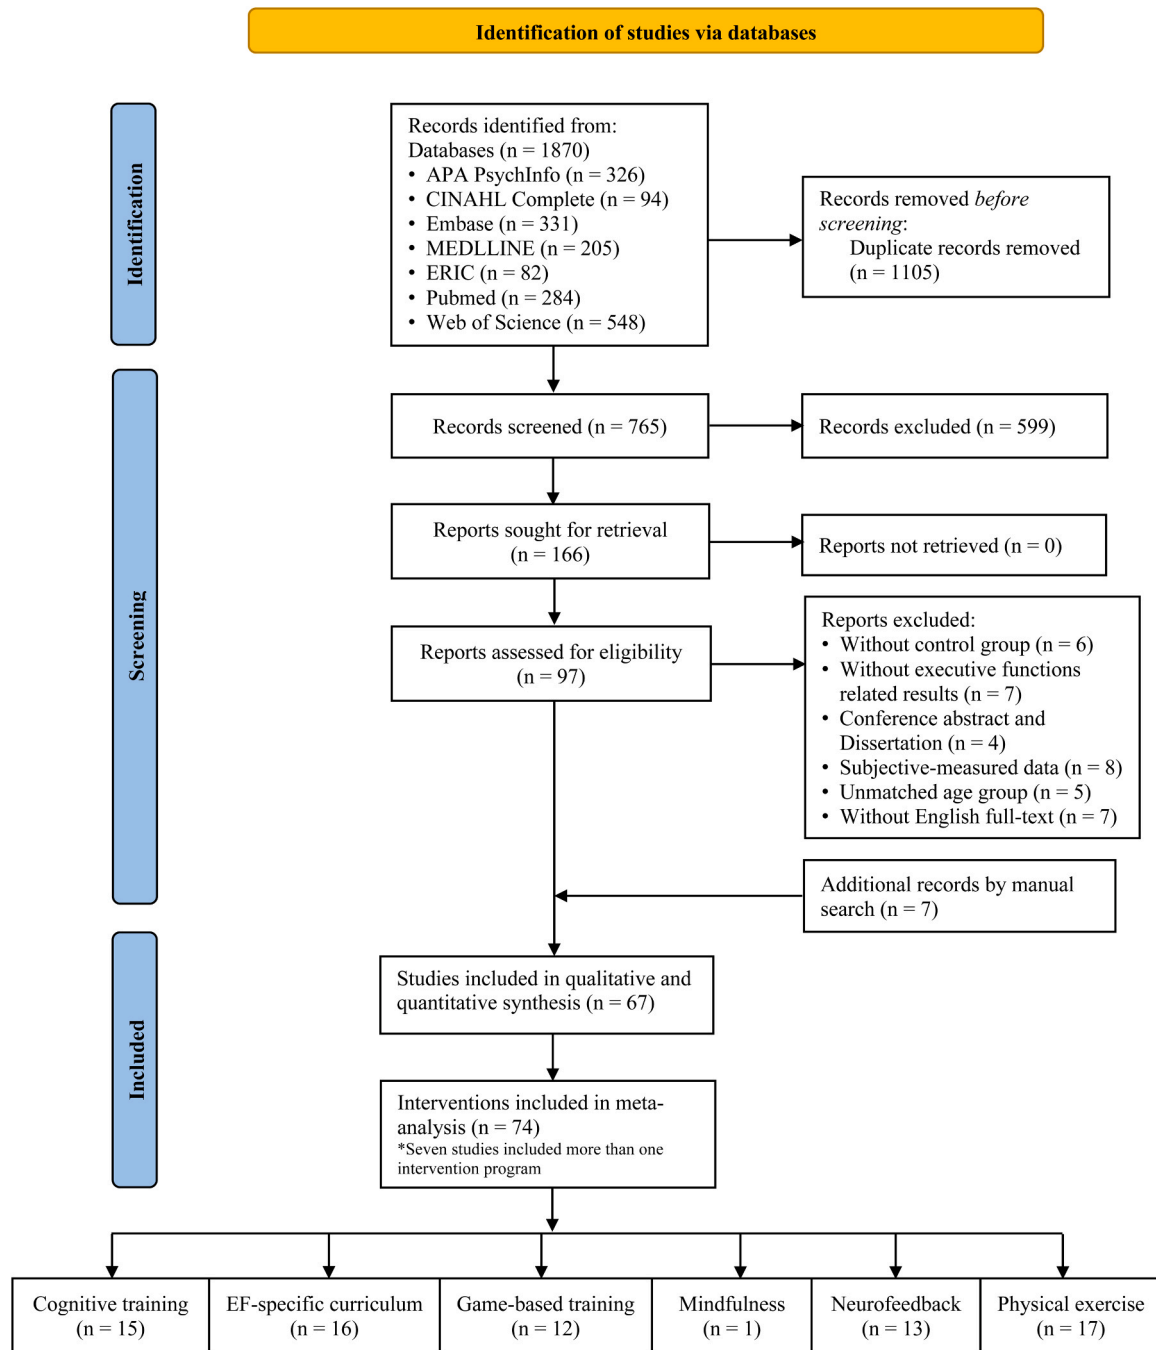 Identification of studies via databases
Identification
Records identified from:
Databases (n = 1870)
• APA PsychInfo (n = 326)
• CINAHL Complete (n = 94)
• Embase (n = 331)
• MEDLLINE (n = 205)
• ERIC (n = 82)
• Pubmed (n = 284)
• Web of Science (n = 548)
Records removed before
screening:
Duplicate records removed
(n = 1105)
Screening
Records screened (n = 765)
Records excluded (n = 599)
Reports sought for retrieval
(n = 166)
Reports not retrieved (n = 0)
Reports assessed for eligibility
(n = 97)
Reports excluded:
• Without control group (n = 6)
• Without executive functions
related results (n = 7)
• Conference abstract and
Dissertation (n = 4)
• Subjective-measured data (n = 8)
• Unmatched age group (n = 5)
• Without English full-text (n = 7)
Additional records by manual
search (n = 7)
Included
Studies included in qualitative and
quantitative synthesis (n = 67)
Interventions included in meta-
analysis (n = 74)
*Seven studies included more than one
intervention program
Cognitive training
(n = 15)
EF-specific curriculum
(n = 16)
Game-based training
(n = 12)
Mindfulness
(n = 1)
Neurofeedback
(n = 13)
Physical exercise
(n = 17)